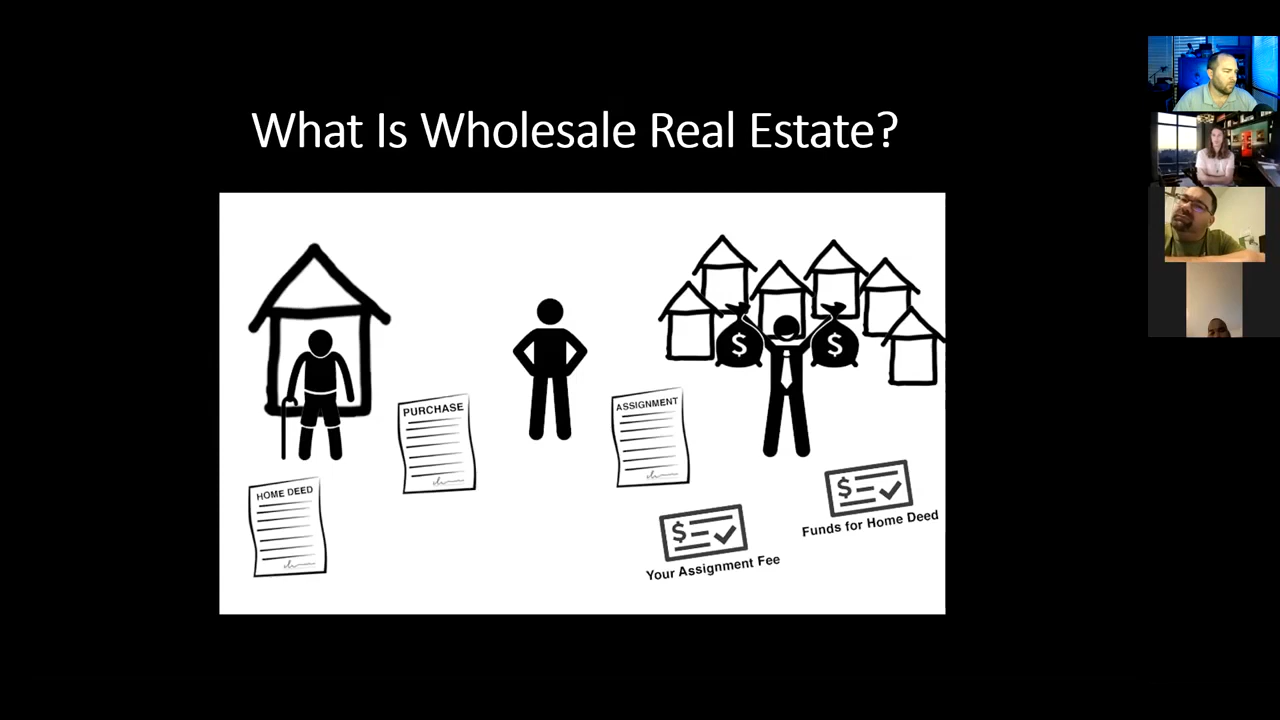 What Is Wholesale Real Estate?
PURCHASE
ASSIGNMENT
HOME DEED
$
$
$
Your Assignment Fee
$
Funds for Home Deed